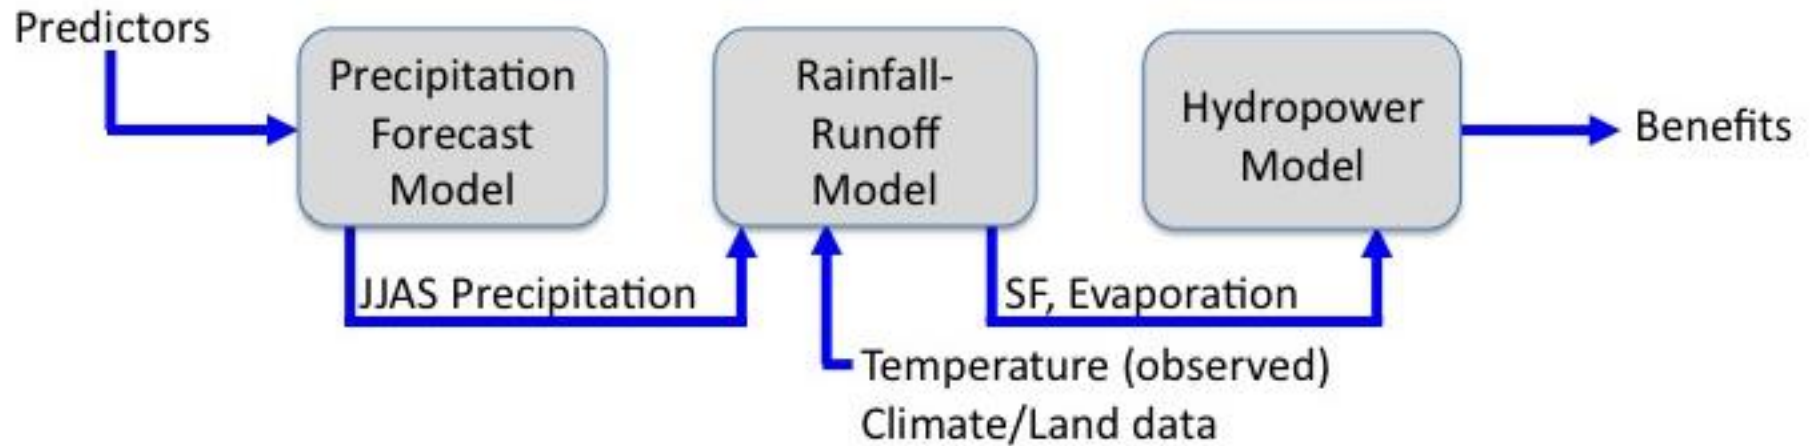 Predictors
Precipitation
Forecast
Model
Rainfall-
Runoff
Model
Hydropower
Model
Benefits
JJAS Precipitation
SF, Evaporation
Temperature (observed)
Climate/Land data